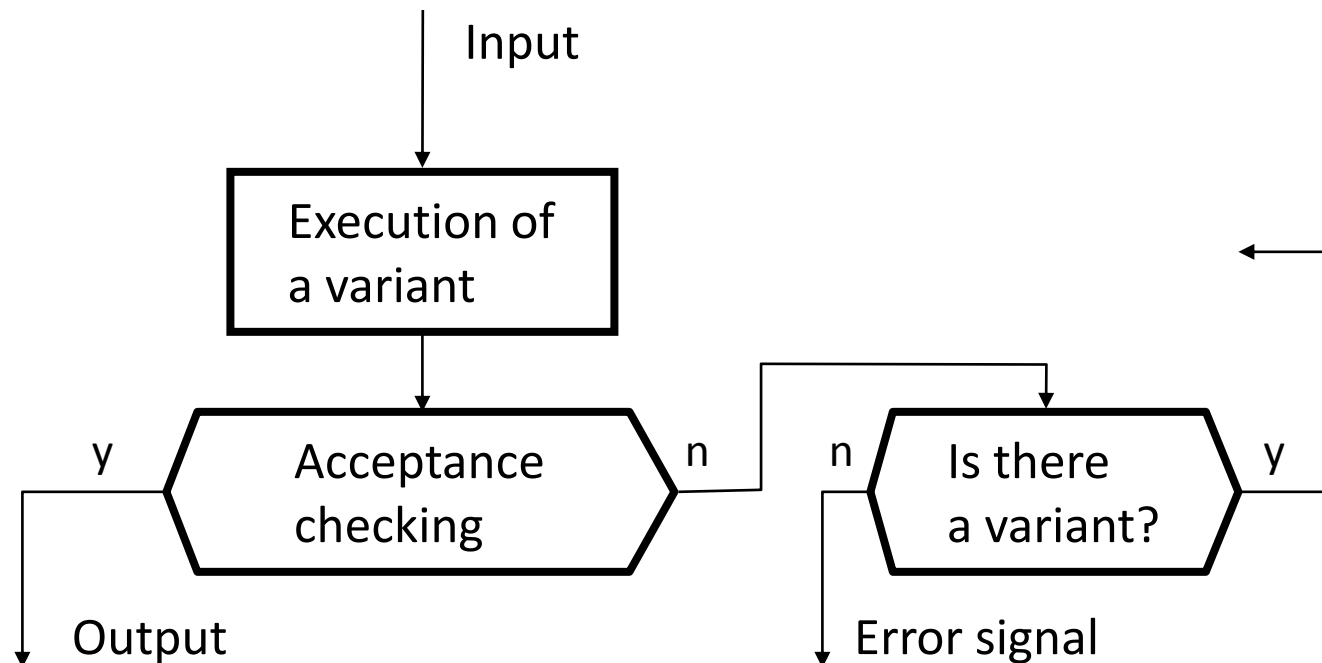 Input
Execution of
a variant
y
Acceptance
checking
n
n
Is there
a variant?
y
Output
Error signal